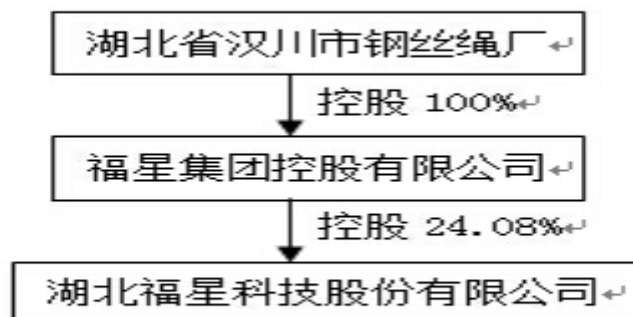 湖北省汉川市钢丝绳厂↵
控股 100%↵
福星集团控股有限公司↵
控股 24.08%↵
湖北福星科技股份有限公司↵